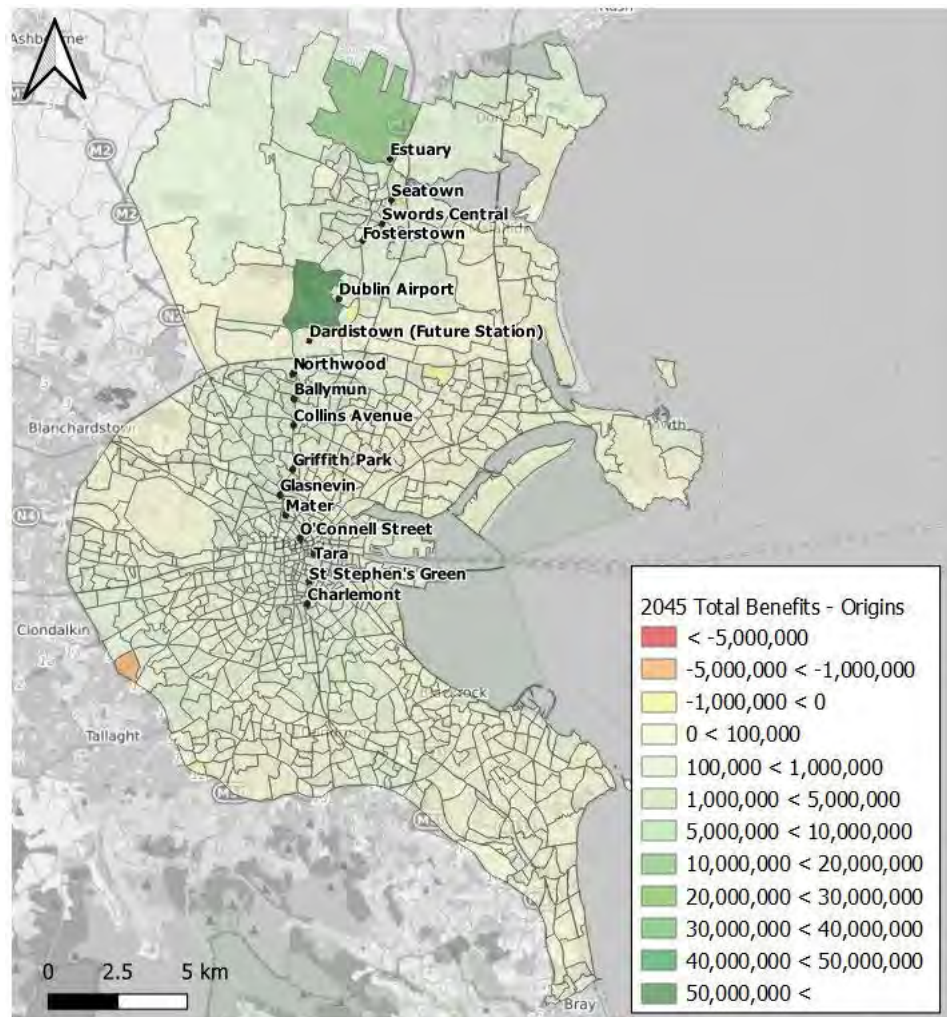 Nash
Ashbourne
M2
Estuary
Seatown
Swords Central
Fosterstown
M2
Dublin Airport
N2
Dardistown (Future Station)
Northwood
Ballymun
Collins Avenue
Blanchardstown
Howth
Griffith Park
Glasnevin
Mater
N4
O'Connell Street
Tara
St Stephen's Green
Charlemont
Clondalkin
Tallaght
Bray
0 2.5 5 km
2045 Total Benefits - Origins
< -5,000,000
-5,000,000 < -1,000,000
-1,000,000 < 0
0 < 100,000
100,000 < 1,000,000
1,000,000 < 5,000,000
5,000,000 < 10,000,000
10,000,000 < 20,000,000
20,000,000 < 30,000,000
30,000,000 < 40,000,000
40,000,000 < 50,000,000
50,000,000 <